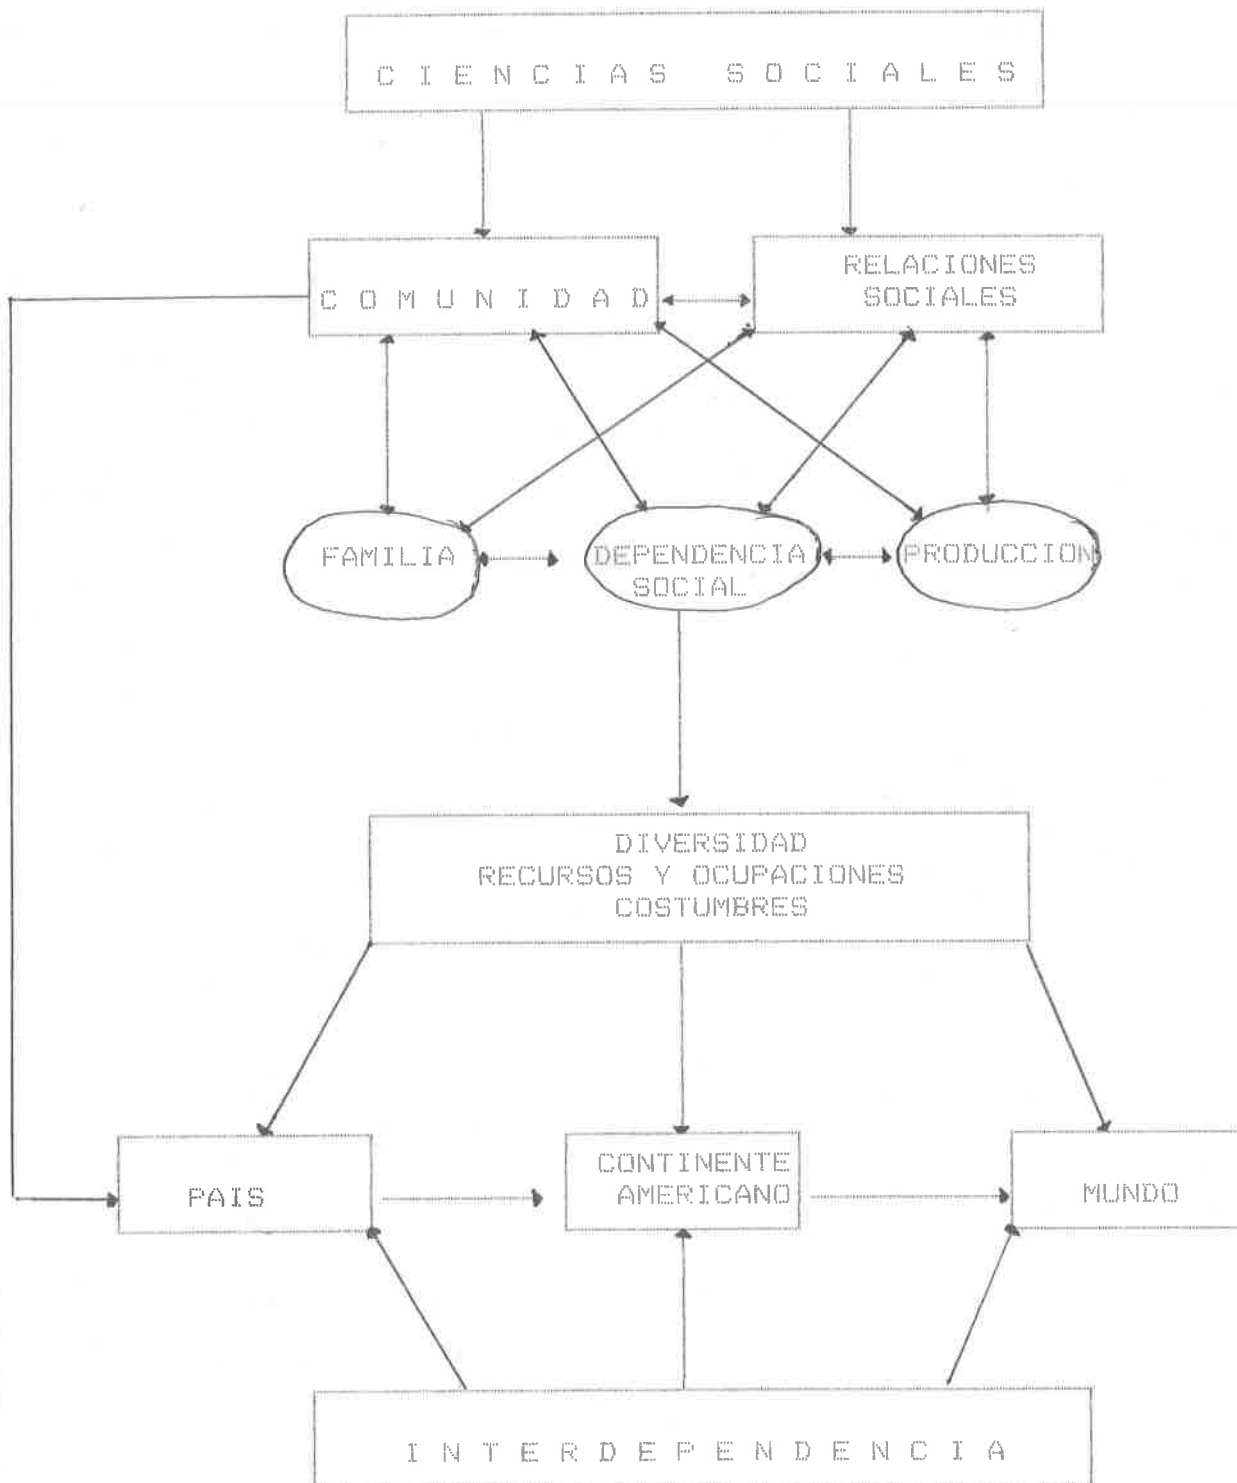 CIENCIAS SOCIALES
COMUNIDAD
RELACIONES
SOCIALES
FAMILIA
DEPENDENCIA
SOCIAL
PRODUCCION
DIVERSIDAD
RECURSOS Y OCUPACIONES
COSTUMBRES
PAIS
CONTINENTE
AMERICANO
MUNDO
INTERDEPENDENCIA